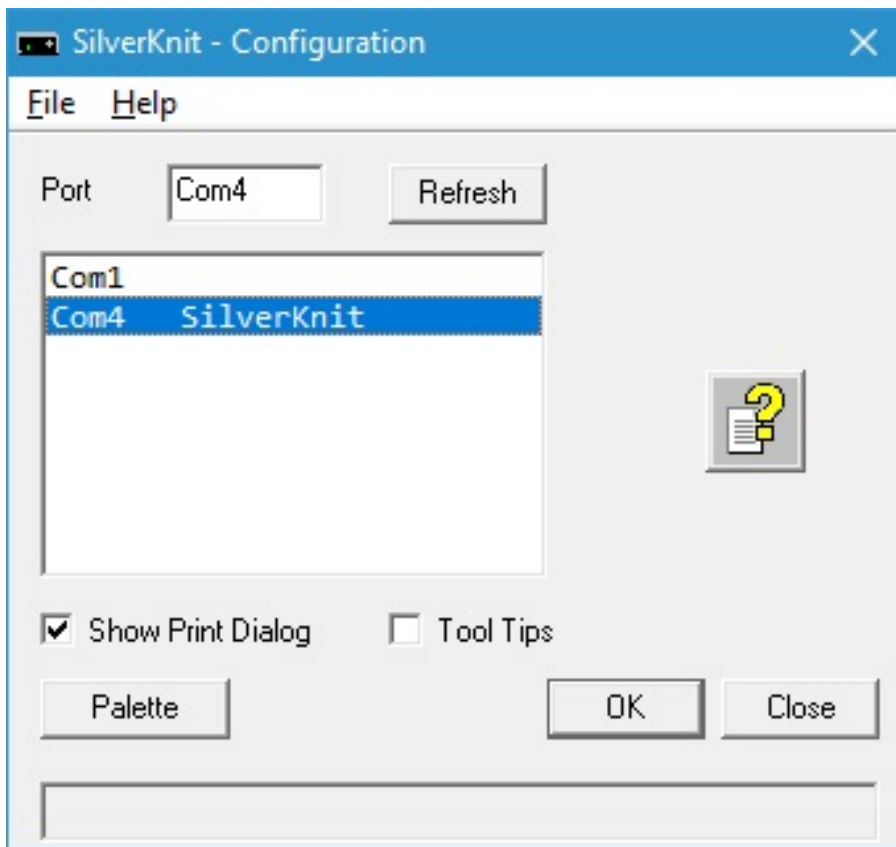 SilverKnit - Configuration
File Help
Port Com4 Refresh
Com1
Com4 SilverKnit
Show Print Dialog Tool Tips
Palette OK Close